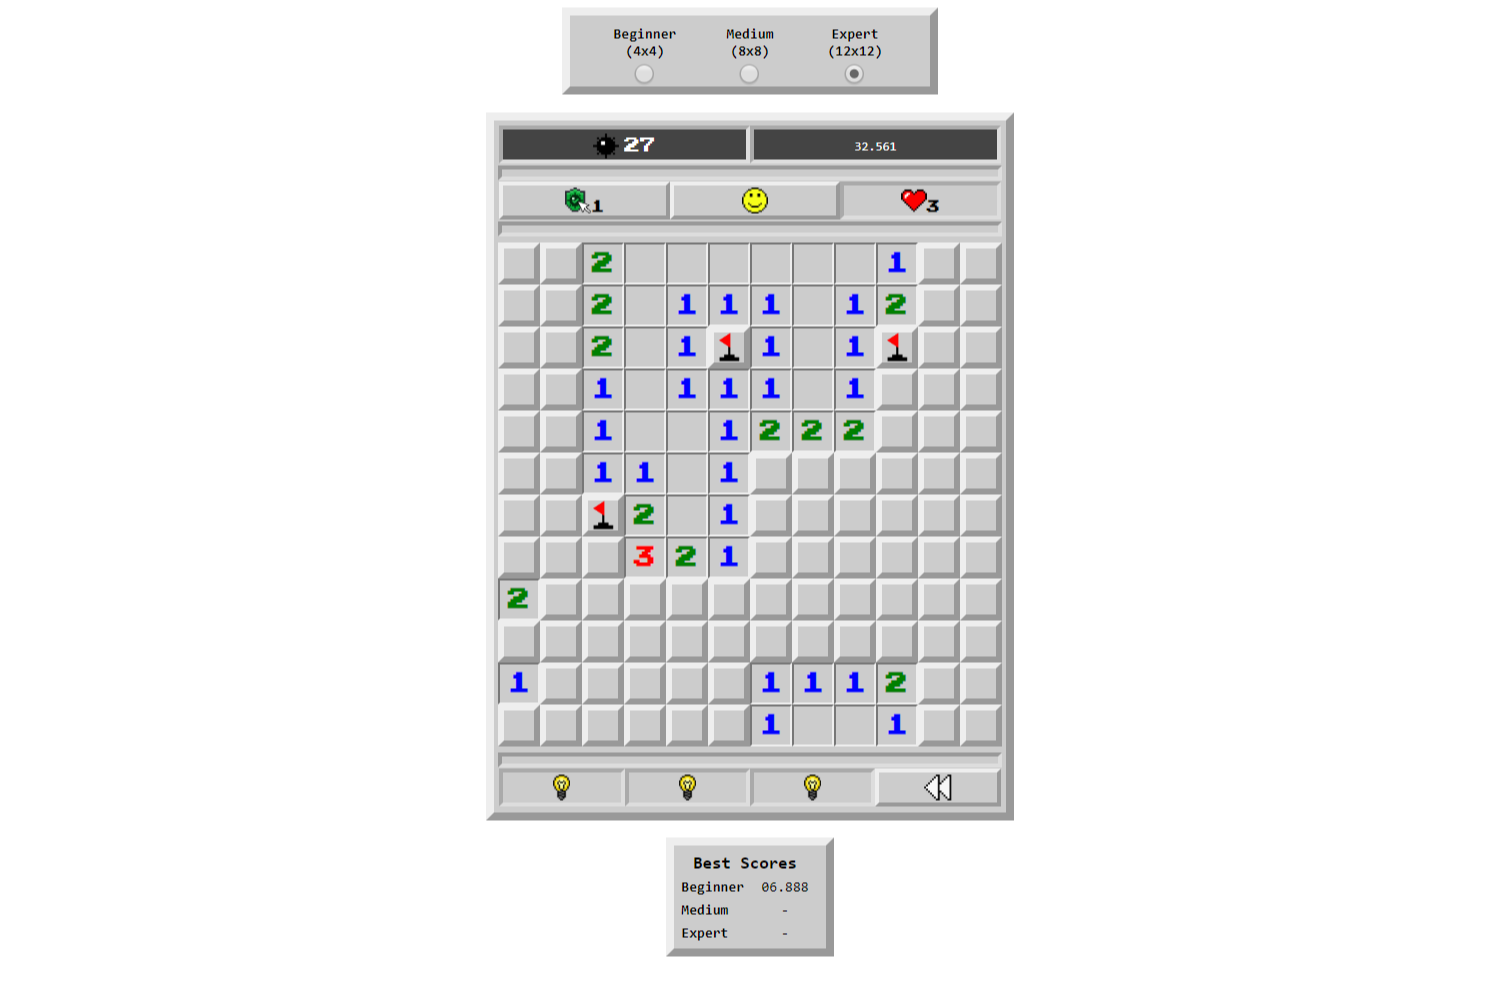 Beginner Medium Expert
(4x4) (8x8) (12x12)
27 32.561
1 3
2 1
2 1 1 1 1 2
2 1 1 1
1 1 1 1 1
1 1 2 2 2
1 1 1
2 1
3 2 1
2
1 1 1 1 2
1 1
Best Scores
Beginner 06.888
Medium -
Expert -